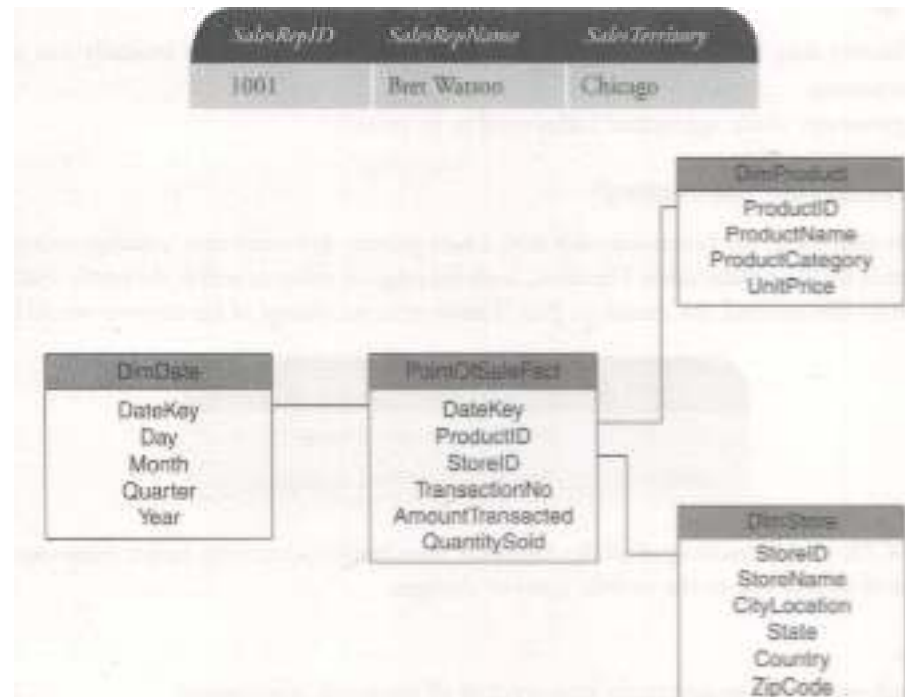 SalesRepID SalesRepName SalesTerritory
1001 Bret Watson Chicago
DimProduct
ProductID
ProductName
ProductCategory
UnitPrice
DimDate
DateKey
Day
Month
Quarter
Year
PointOfSaleFact
DateKey
ProductID
StoreID
TransactionNo
AmountTransacted
QuantitySold
DimStore
StoreID
StoreName
CityLocation
State
Country
ZipCode